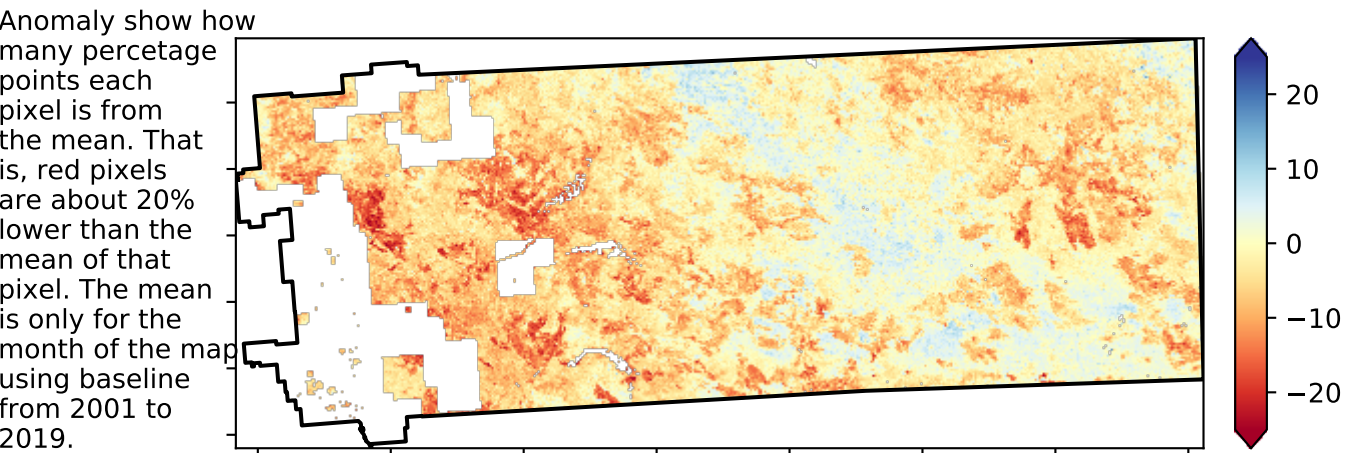 Anomaly show how
many percetage
points each
pixel is from
the mean. That
is, red pixels
are about 20%
lower than the
mean of that
pixel. The mean
is only for the
month of the map
using baseline
from 2001 to
2019.
20
10
0
−10
−20